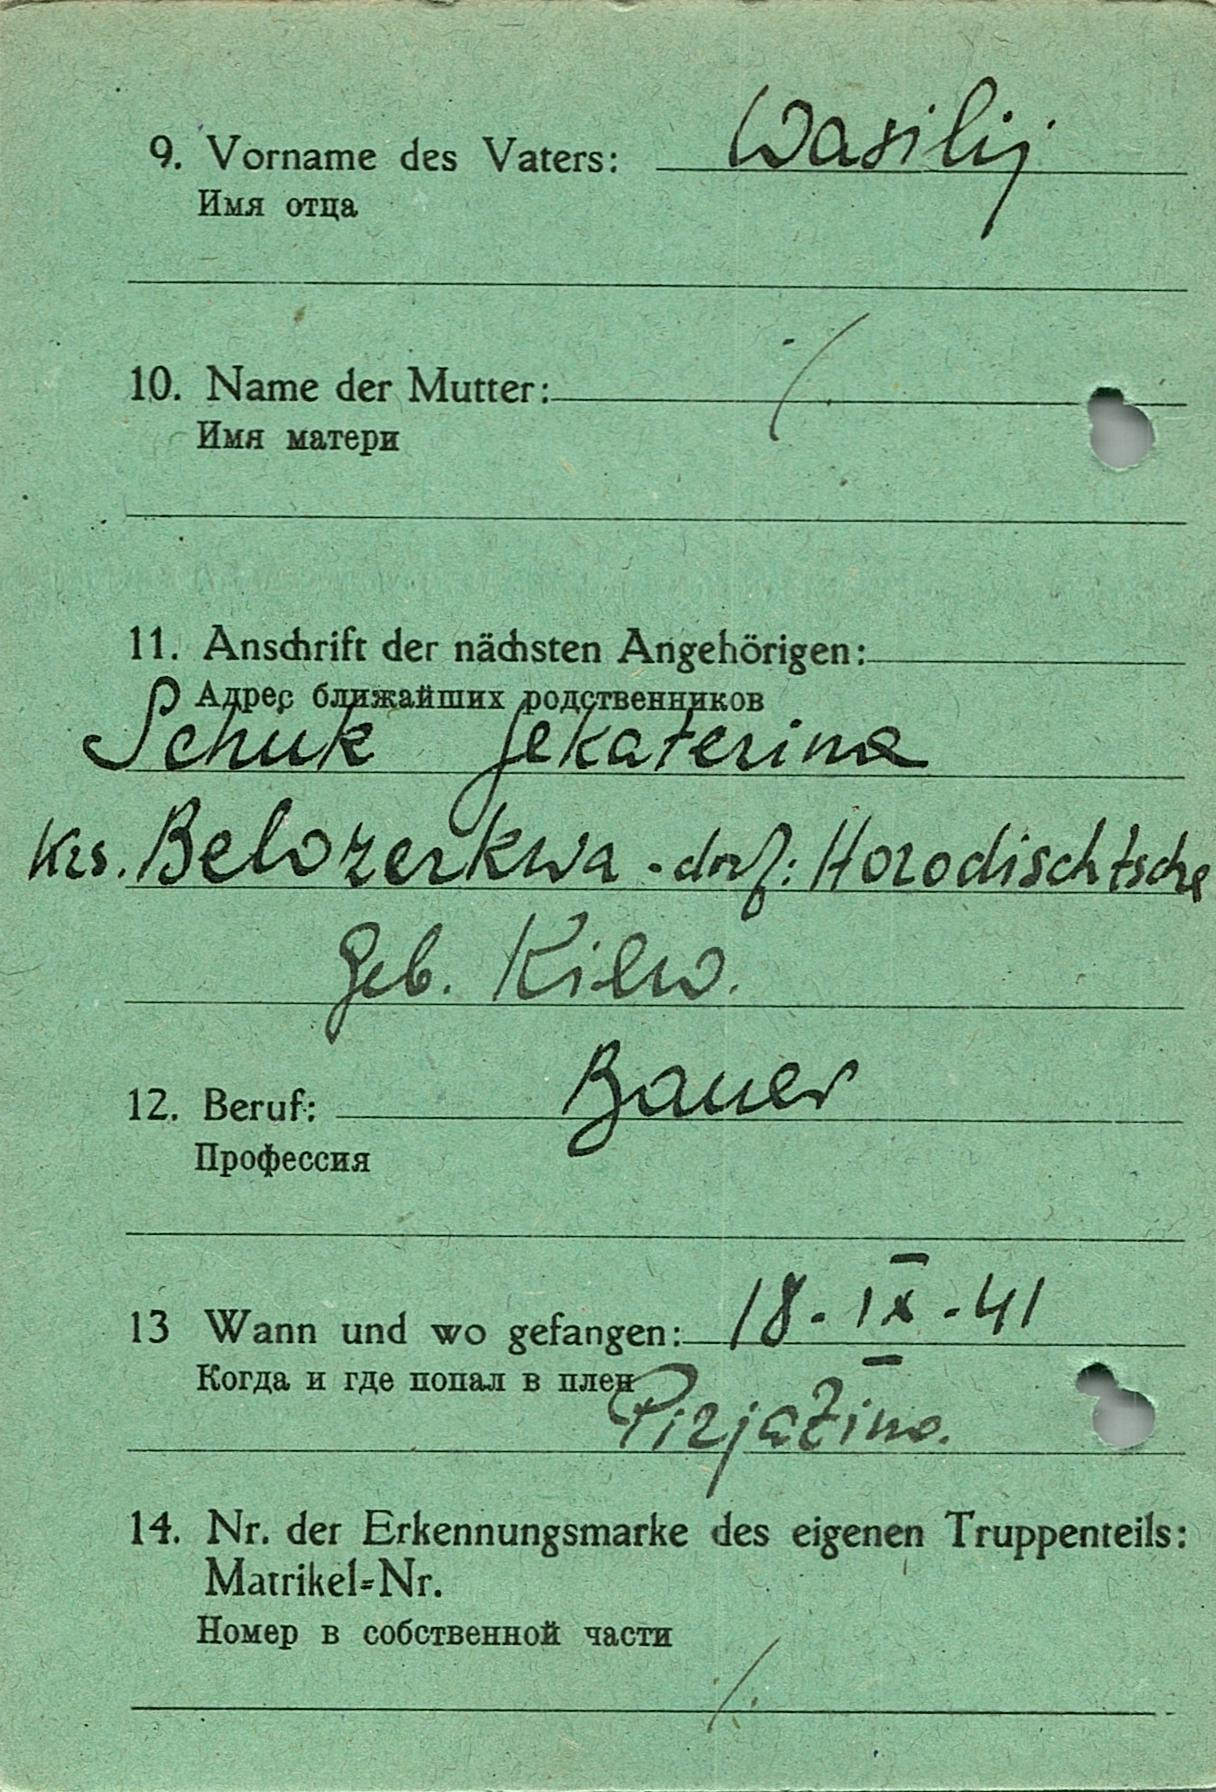 9. Vorname des Vaters: Wasilij
Имя отца
10. Name der Mutter: ·/.
Имя матери
11. Anschrift der nächsten Angehörigen:
Адрес ближайших родственников
Schuk Jekaterina
Krs. Belozerkwa - dorf: Horodischtsche
Geb. Kiew.
12. Beruf: Bauer
Профессия
13 Wann und wo gefangen: 18. IX. 41
Когда и где попал в плен
Pirjatino.
14. Nr. der Erkennungsmarke des eigenen Truppenteils:
Matrikel=Nr.
Номер в собственной части
·/.